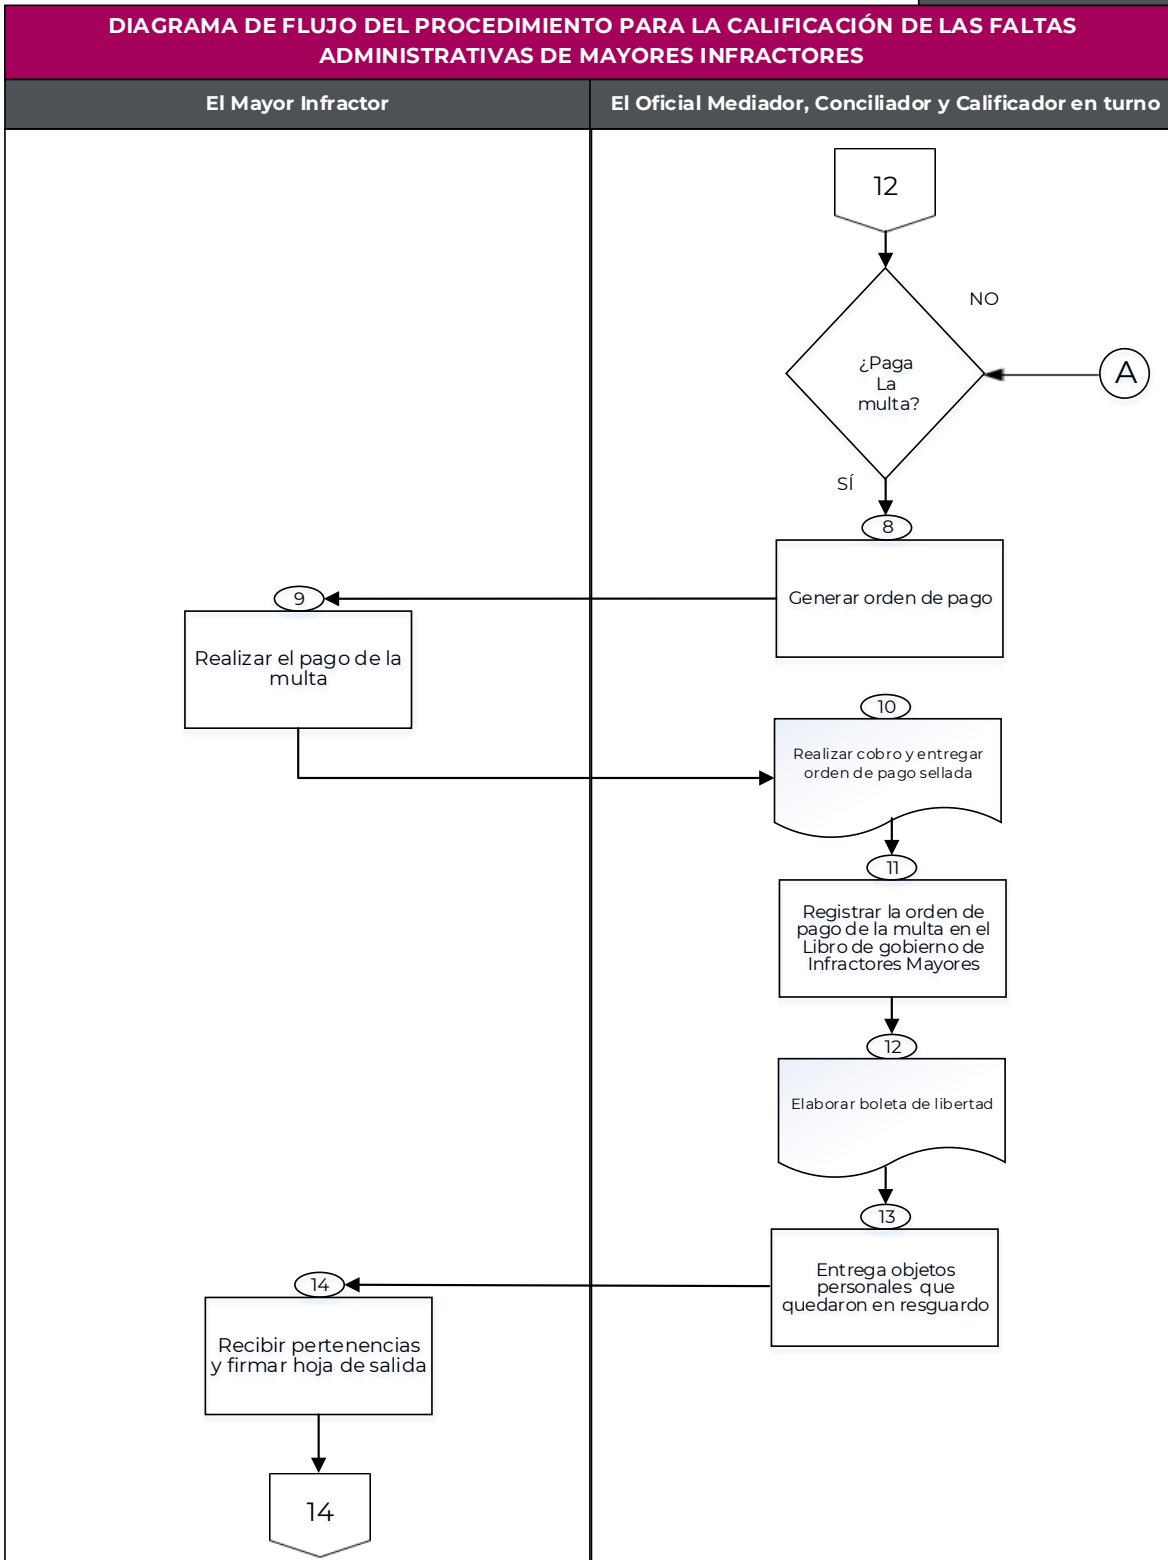 DIAGRAMA DE FLUJO DEL PROCEDIMIENTO PARA LA CALIFICACIÓN DE LAS FALTAS
ADMINISTRATIVAS DE MAYORES INFRACTORES
El Mayor Infractor
El Oficial Mediador, Conciliador y Calificador en turno
12
NO
¿Paga
La
multa?
A
SÍ
8
Generar orden de pago
9
Realizar el pago de la
multa
10
Realizar cobro y entregar
orden de pago sellada
11
Registrar la orden de
pago de la multa en el
Libro de gobierno de
Infractores Mayores
12
Elaborar boleta de libertad
13
Entrega objetos
personales que
quedaron en resguardo
14
Recibir pertenencias
y firmar hoja de salida
14